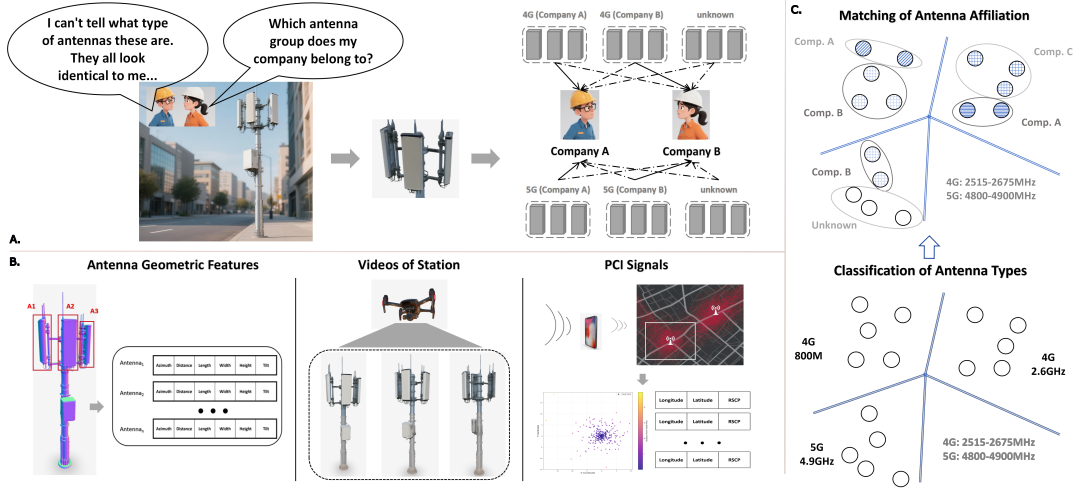 I can't tell what type
of antennas these are.
They all look
identical to me...
Which antenna
group does my
company belong to?
4G (Company A)
4G (Company B)
unknown
Company A
Company B
5G (Company A)
5G (Company B)
unknown
A.
B.
Antenna Geometric Features
A1
A2
A3
Antenna1
Azimuth Distance Length Width Height Tilt
Antenna2
Azimuth Distance Length Width Height Tilt
Antennan
Azimuth Distance Length Width Height Tilt
Videos of Station
PCI Signals
Longitude Latitude RSCP
Longitude Latitude RSCP
Longitude Latitude RSCP
C.
Matching of Antenna Affiliation
Comp. A
Comp. C
Comp. B
Comp. A
Comp. B
4G: 2515-2675MHz
5G: 4800-4900MHz
Unknown
Classification of Antenna Types
4G
800M
4G
2.6GHz
5G
4.9GHz
4G: 2515-2675MHz
5G: 4800-4900MHz